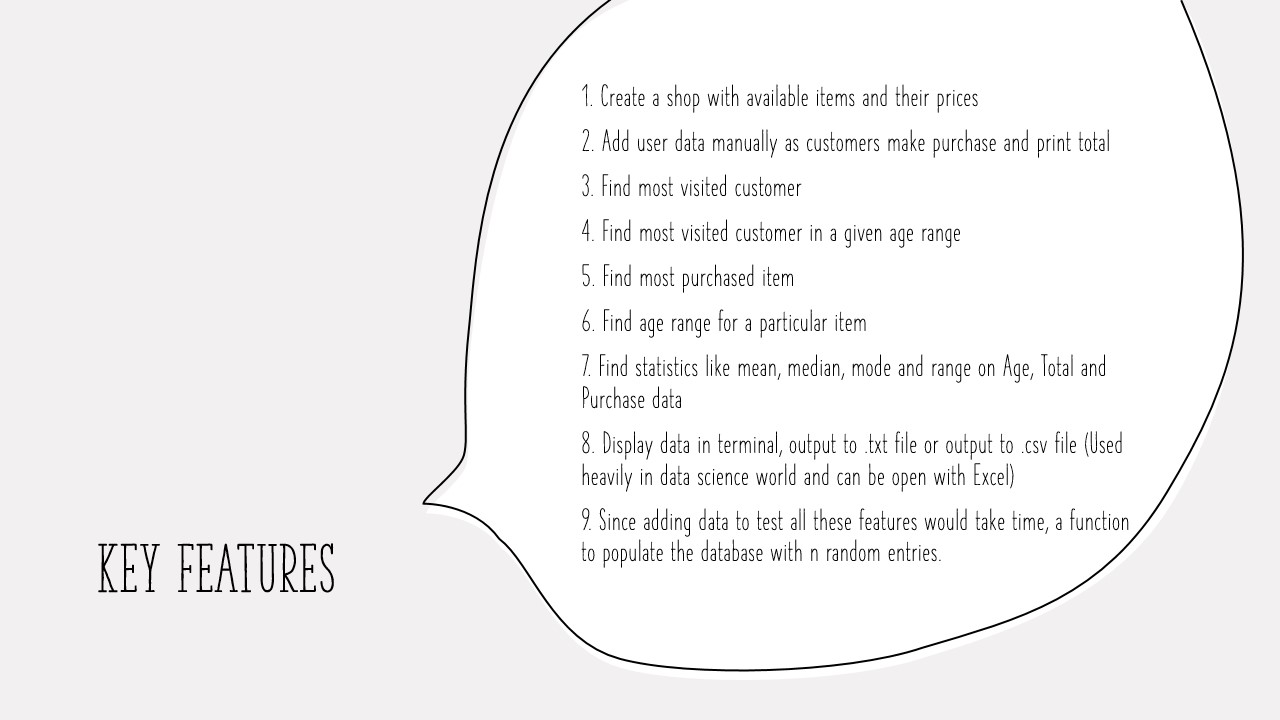 1. Create a shop with available items and their prices
2. Add user data manually as customers make purchase and print total
3. Find most visited customer
4. Find most visited customer in a given age range
5. Find most purchased item
6. Find age range for a particular item
7. Find statistics like mean, median, mode and range on Age, Total and
Purchase data
8. Display data in terminal, output to .txt file or output to .csv file (Used
heavily in data science world and can be open with Excel)
9. Since adding data to test all these features would take time, a function
to populate the database with n random entries.
KEY FEATURES